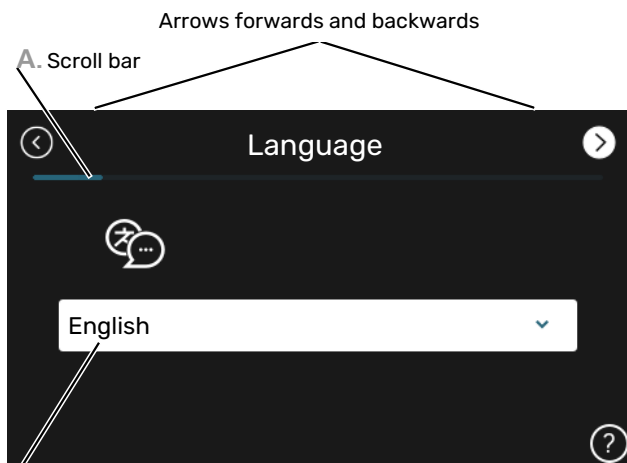 Arrows forwards and backwards
A. Scroll bar
Language
English
?